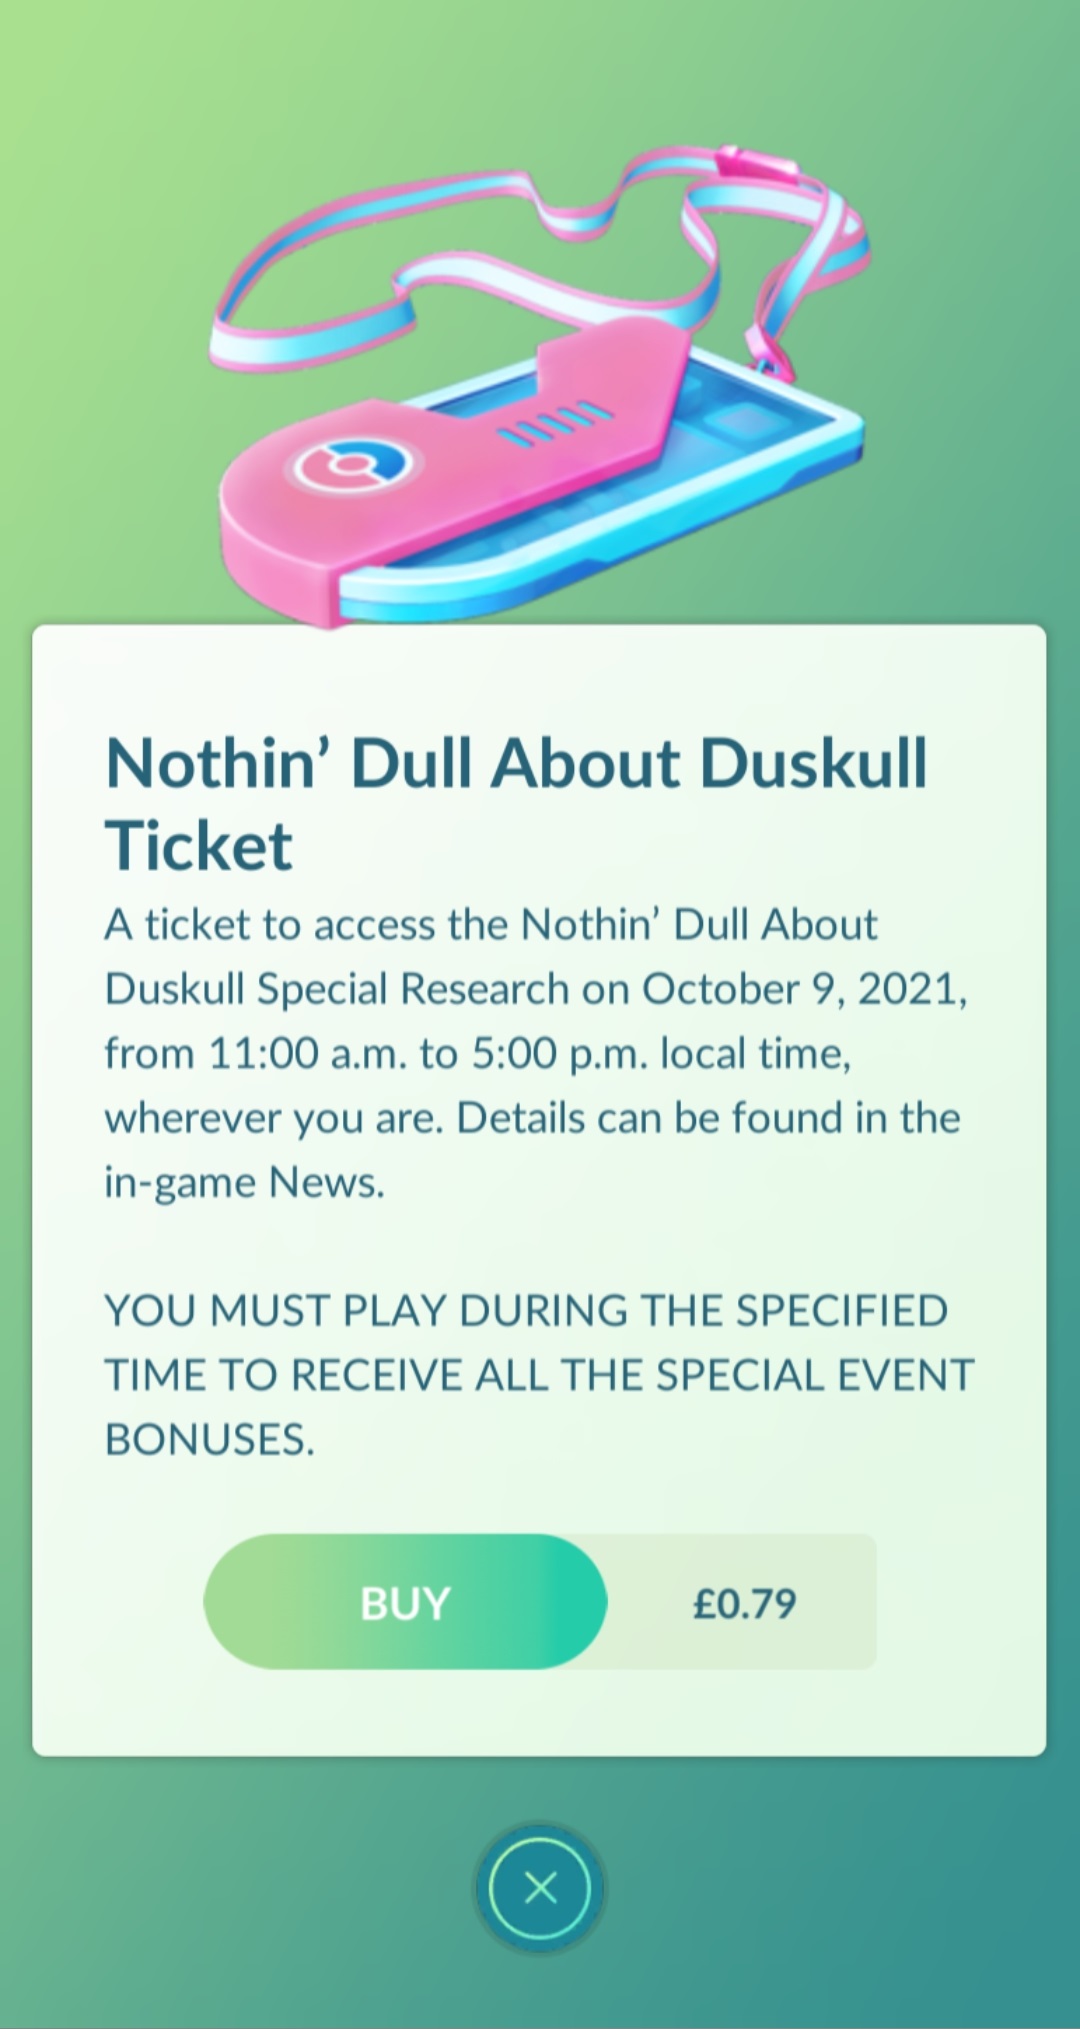 Nothin’ Dull About Duskull
Ticket
A ticket to access the Nothin’ Dull About
Duskull Special Research on October 9, 2021,
from 11:00 a.m. to 5:00 p.m. local time,
wherever you are. Details can be found in the
in-game News.
YOU MUST PLAY DURING THE SPECIFIED
TIME TO RECEIVE ALL THE SPECIAL EVENT
BONUSES.
BUY £0.79